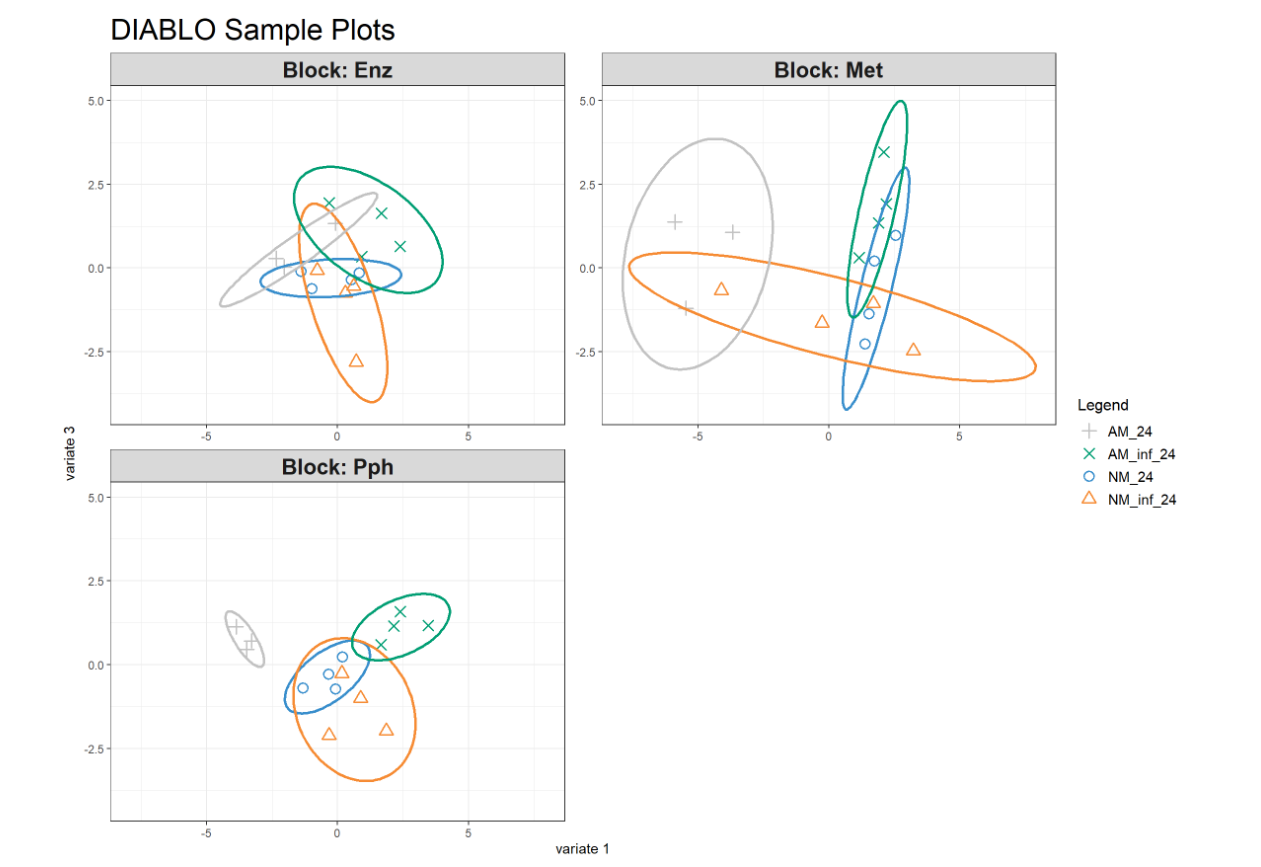 DIABLO Sample Plots
Block: Enz
Block: Met
5.0
2.5
0.0
-2.5
-5
0
5
5.0
2.5
0.0
-2.5
-5
0
5
variate 3
Block: Pph
5.0
2.5
0.0
-2.5
-5
0
5
variate 1
Legend
AM_24
AM_inf_24
NM_24
NM_inf_24